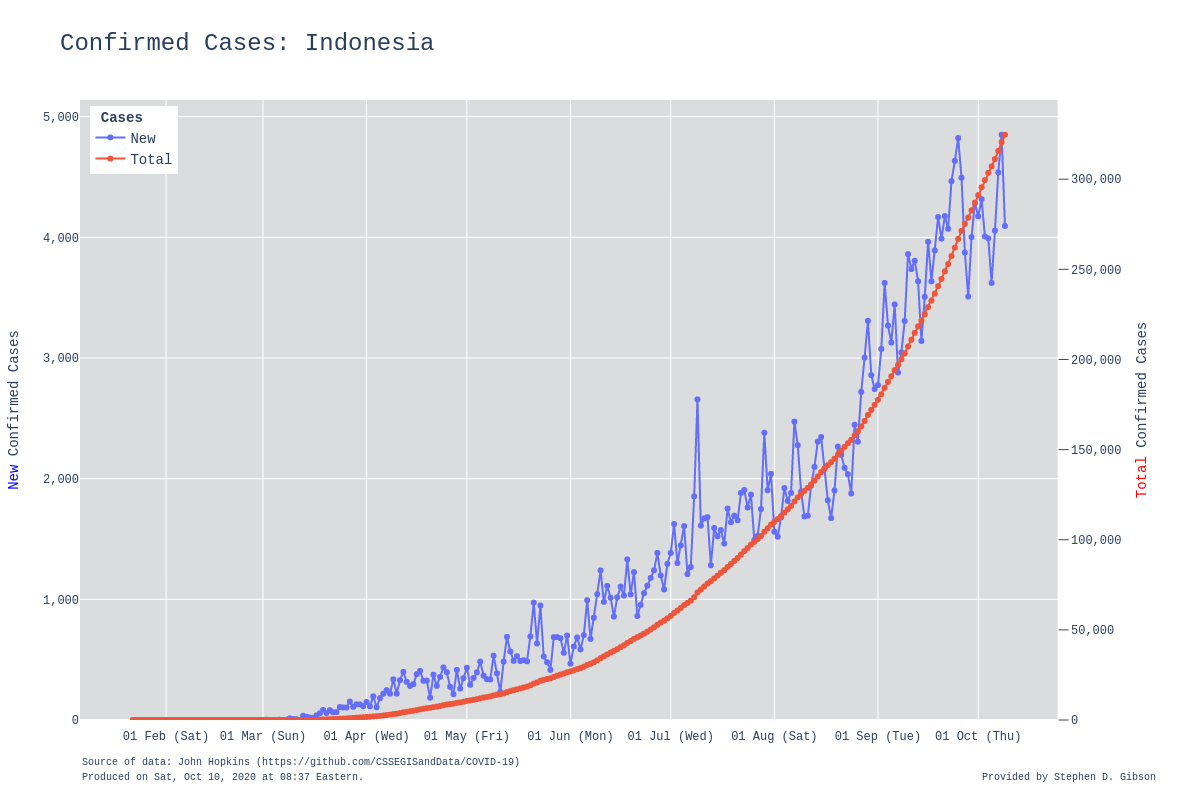 Confirmed Cases: Indonesia
Cases
New
Total
5,000
4,000
3,000
2,000
1,000
0
New Confirmed Cases
300,000
250,000
200,000
150,000
100,000
50,000
0
Total Confirmed Cases
01 Feb (Sat) 01 Mar (Sun) 01 Apr (Wed) 01 May (Fri) 01 Jun (Mon) 01 Jul (Wed) 01 Aug (Sat) 01 Sep (Tue) 01 Oct (Thu)
Source of data: John Hopkins (https://github.com/CSSEGISandData/COVID-19)
Produced on Sat, Oct 10, 2020 at 08:37 Eastern.
Provided by Stephen D. Gibson